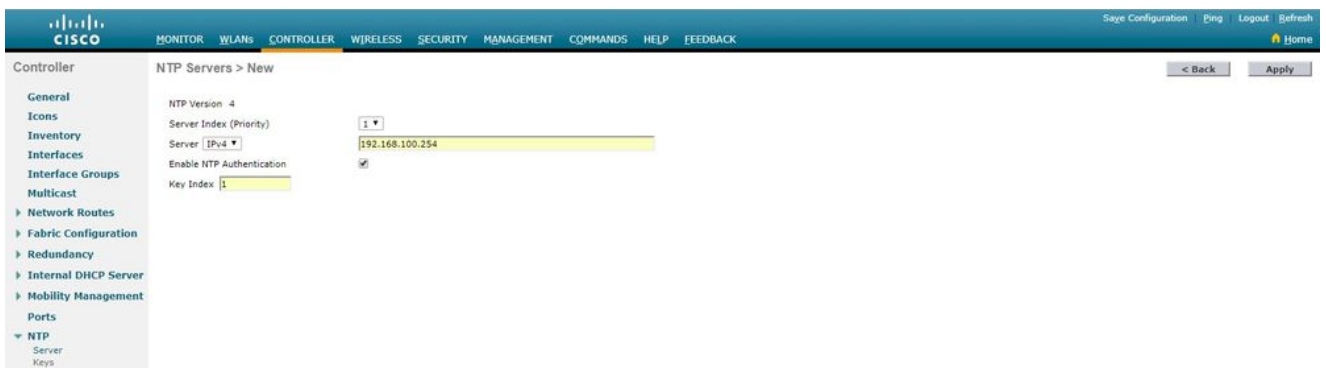 Save Configuration Ping Logout Refresh
CISCO
MONITOR WLANs CONTROLLER WIRELESS SECURITY MANAGEMENT COMMANDS HELP FEEDBACK
Home
Controller
NTP Servers > New
< Back
Apply
General
Icons
Inventory
Interfaces
Interface Groups
Multicast
Network Routes
Fabric Configuration
Redundancy
Internal DHCP Server
Mobility Management
Ports
NTP
Server
Keys
NTP Version 4
Server Index (Priority) 1
Server IPv4 192.168.100.254
Enable NTP Authentication
Key Index 1